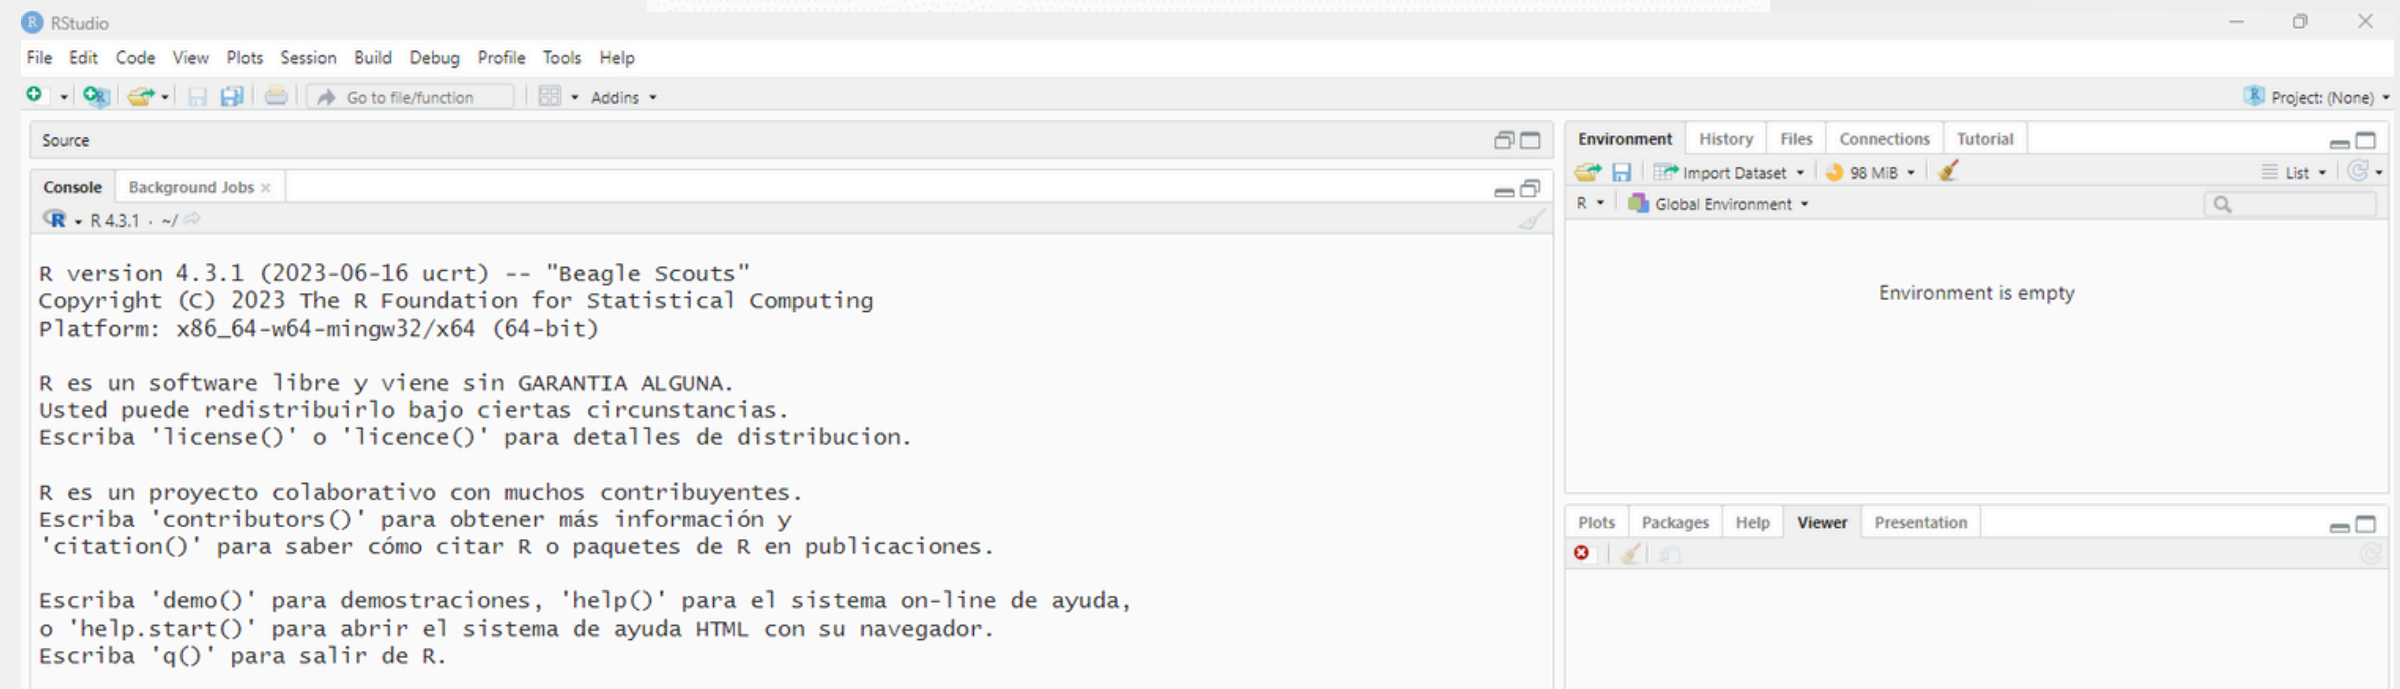 RStudio
File Edit Code View Plots Session Build Debug Profile Tools Help
Go to file/function Addins Project: (None)
Source
Console Background Jobs
R 4.3.1 · ~/
R version 4.3.1 (2023-06-16 ucrt) -- "Beagle Scouts"
Copyright (C) 2023 The R Foundation for Statistical Computing
Platform: x86_64-w64-mingw32/x64 (64-bit)
R es un software libre y viene sin GARANTIA ALGUNA.
Usted puede redistribuirlo bajo ciertas circunstancias.
Escriba 'license()' o 'licence()' para detalles de distribucion.
R es un proyecto colaborativo con muchos contribuyentes.
Escriba 'contributors()' para obtener más información y
'citation()' para saber cómo citar R o paquetes de R en publicaciones.
Escriba 'demo()' para demostraciones, 'help()' para el sistema on-line de ayuda,
o 'help.start()' para abrir el sistema de ayuda HTML con su navegador.
Escriba 'q()' para salir de R.
Environment History Files Connections Tutorial
Import Dataset 98 MiB List
R Global Environment
Environment is empty
Plots Packages Help Viewer Presentation